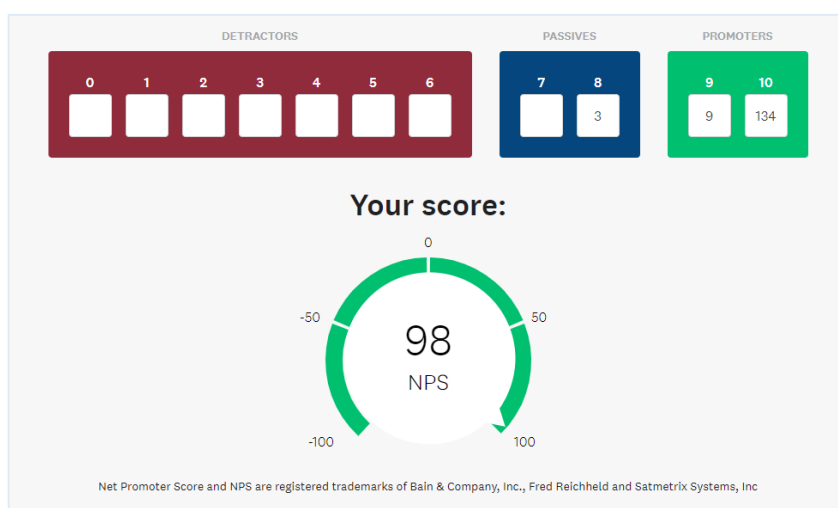 DETRACTORS PASSIVES PROMOTERS
0 1 2 3 4 5 6 7 8 9 10
3 9 134
Your score:
0
-50 50
98
NPS
-100 100
Net Promoter Score and NPS are registered trademarks of Bain & Company, Inc., Fred Reichheld and Satmetrix Systems, Inc